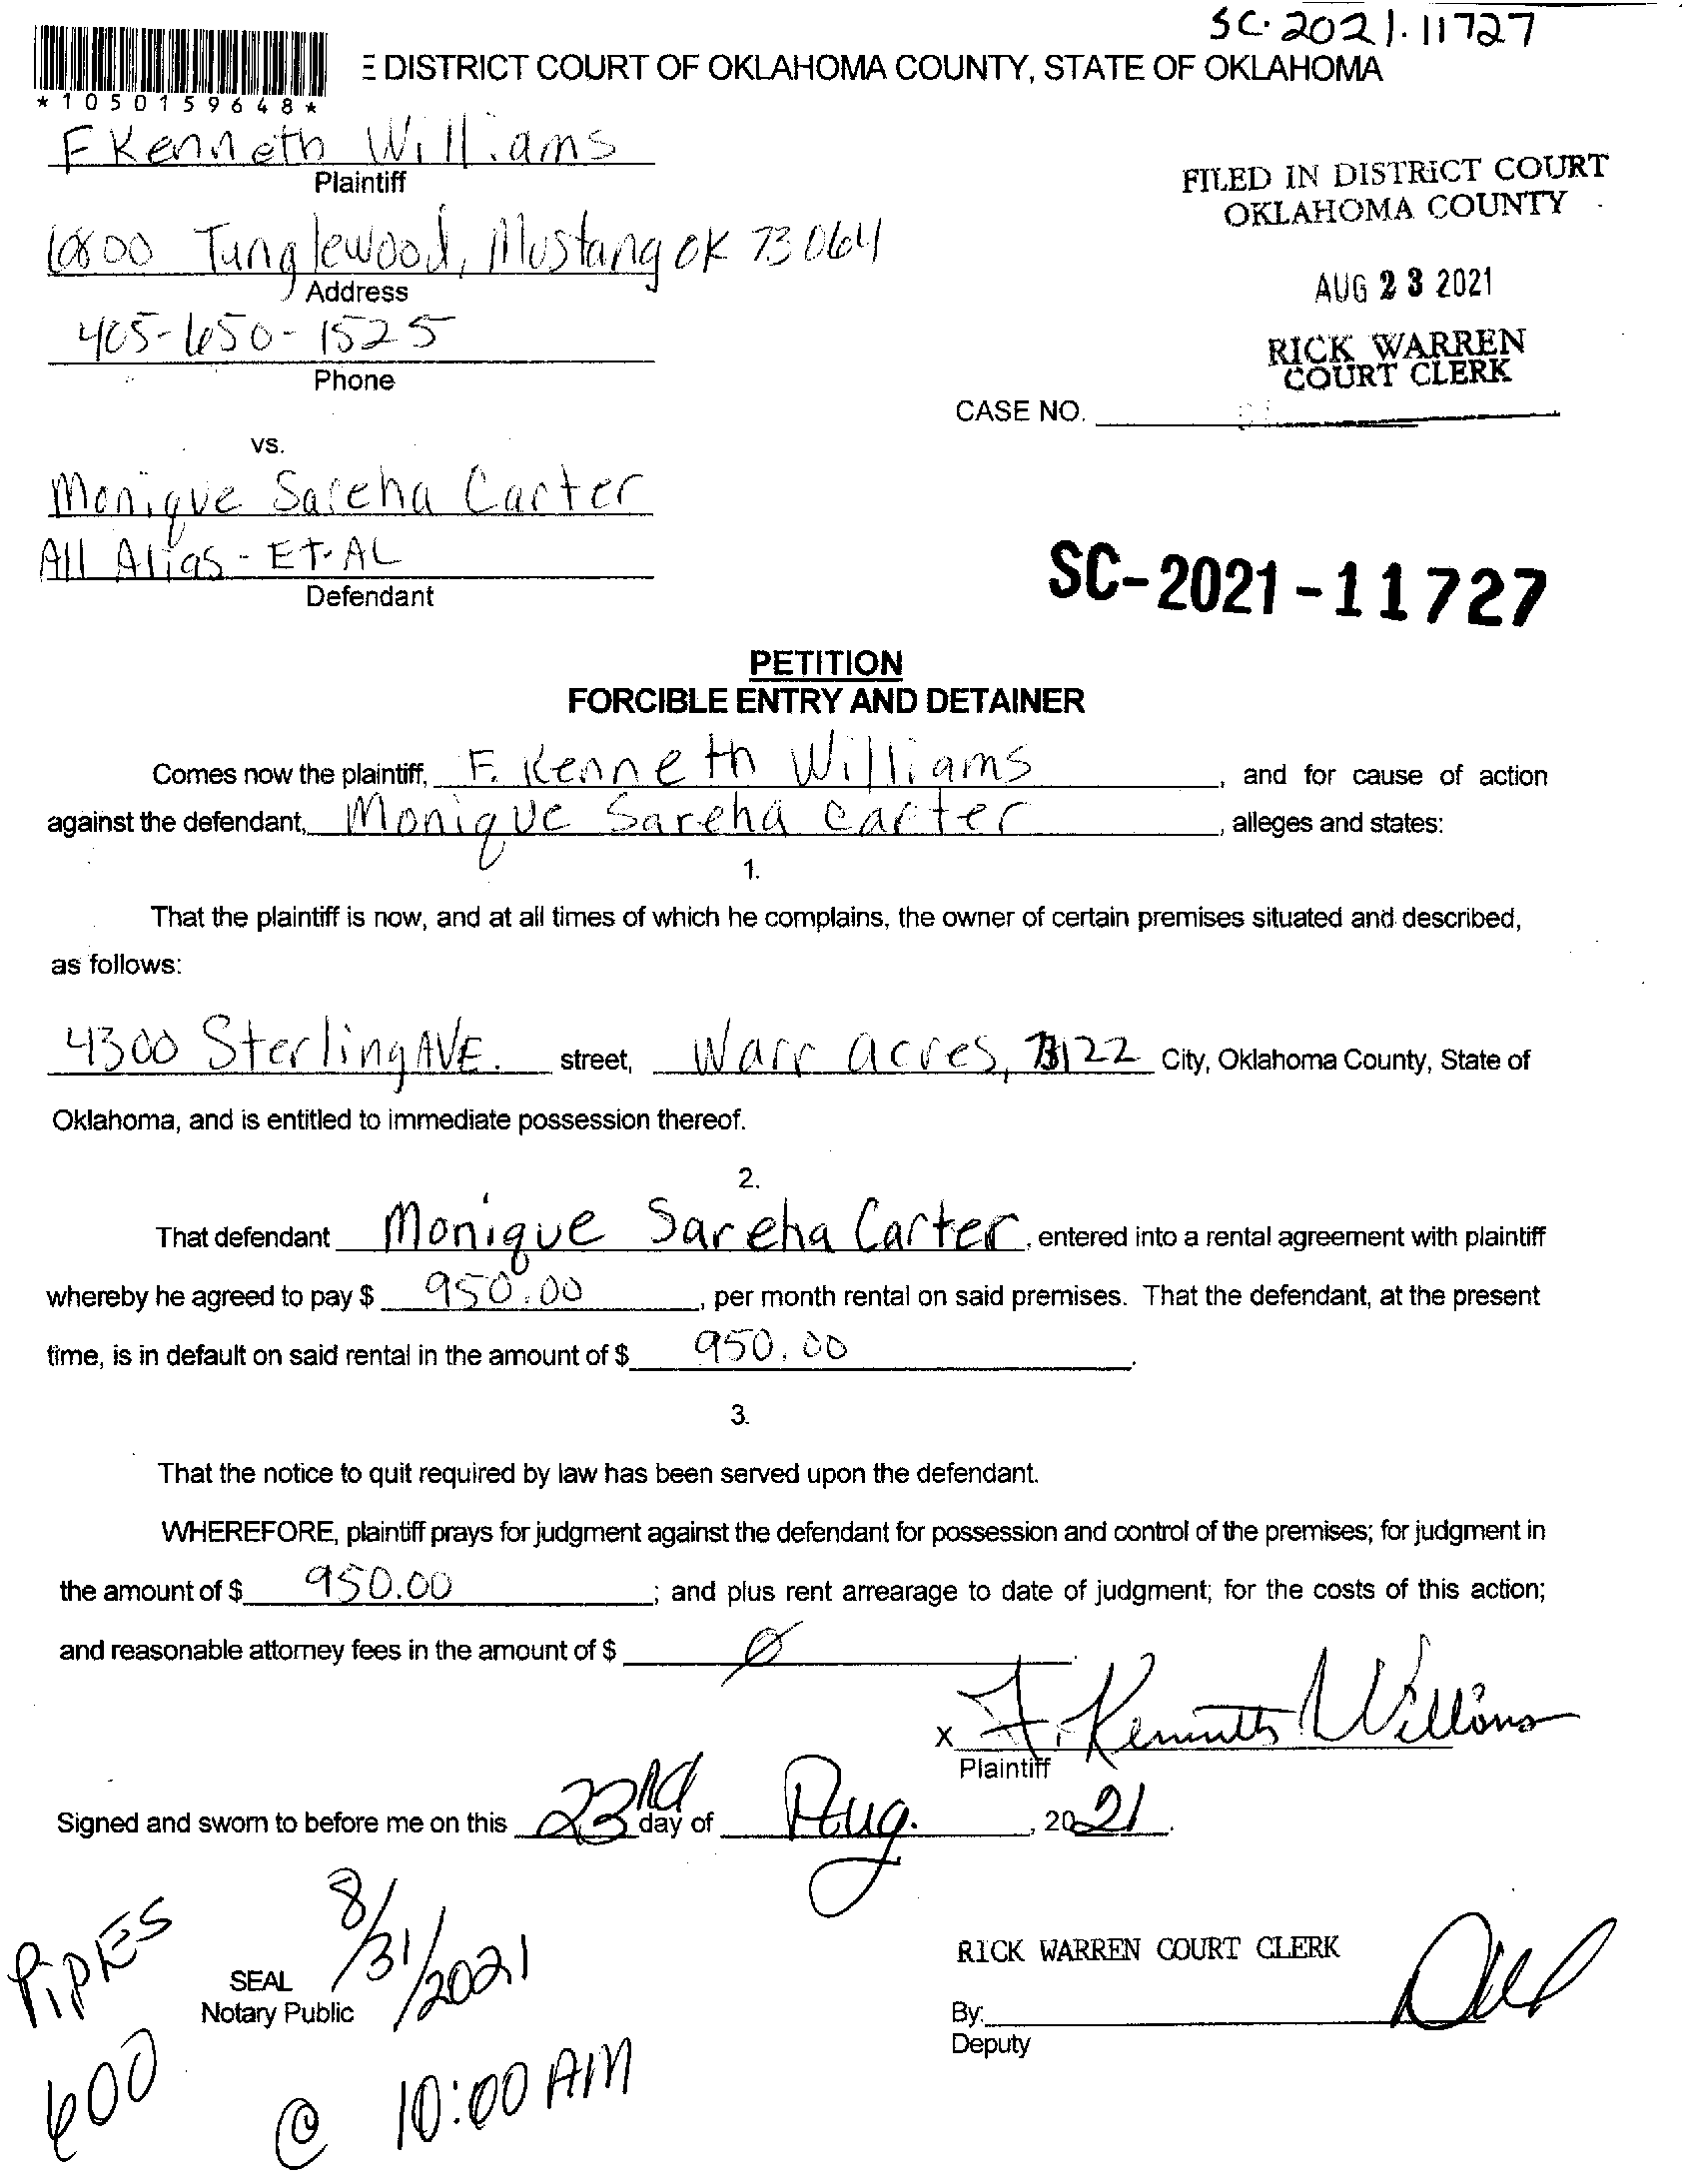 SC·2021·11727
*1050159648*
E DISTRICT COURT OF OKLAHOMA COUNTY, STATE OF OKLAHOMA
F Kenneth Williams
Plaintiff
FILED IN DISTRICT COURT
OKLAHOMA COUNTY
6800 Tanglewood, Mustang OK 73064
Address
AUG 23 2021
405-650-1525
Phone
RICK WARREN
COURT CLERK
CASE NO.
vs.
Monique Sareha Carter
All Alias - ET. AL
Defendant
SC-2021-11727
PETITION
FORCIBLE ENTRY AND DETAINER
Comes now the plaintiff, F. Kenneth Williams, and for cause of action
against the defendant, Monique Sareha Carter, alleges and states:
1.
That the plaintiff is now, and at all times of which he complains, the owner of certain premises situated and described,
as follows:
4300 Sterling AVE. street, Warr acres, 73122 City, Oklahoma County, State of
Oklahoma, and is entitled to immediate possession thereof.
2.
That defendant Monique Sareha Carter, entered into a rental agreement with plaintiff
whereby he agreed to pay $ 950.00, per month rental on said premises. That the defendant, at the present
time, is in default on said rental in the amount of $ 950.00.
3.
That the notice to quit required by law has been served upon the defendant.
WHEREFORE, plaintiff prays for judgment against the defendant for possession and control of the premises; for judgment in
the amount of $ 950.00; and plus rent arrearage to date of judgment; for the costs of this action;
and reasonable attorney fees in the amount of $ Ø.
X F. Kenneth Williams
Plaintiff
Signed and sworn to before me on this 23rd day of Aug., 2021.
PIPKES
8/31/2021
SEAL
Notary Public
RICK WARREN COURT CLERK
By:
Deputy
600
@ 10:00 AM